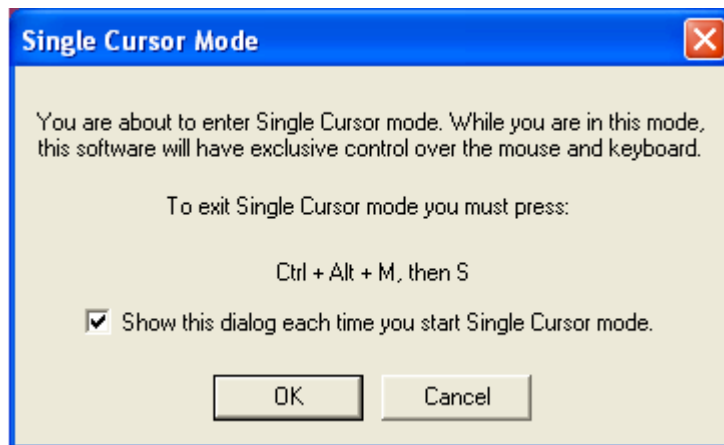 Single Cursor Mode
You are about to enter Single Cursor mode. While you are in this mode,
this software will have exclusive control over the mouse and keyboard.
To exit Single Cursor mode you must press:
Ctrl + Alt + M, then S
Show this dialog each time you start Single Cursor mode.
OK Cancel